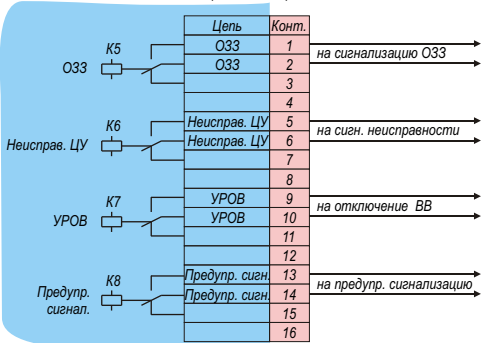 Цепь Конт.
К5 ОЗЗ 1 на сигнализацию ОЗЗ
ОЗЗ ОЗЗ 2
3
4
К6 Неисправ. ЦУ 5 на сигн. неисправности
Неисправ. ЦУ Неисправ. ЦУ 6
7
8
К7 УРОВ 9 на отключение ВВ
УРОВ УРОВ 10
11
12
К8 Предупр. сигн. 13 на предупр. сигнализацию
Предупр. Предупр. сигн. 14
сигнал. 15
16